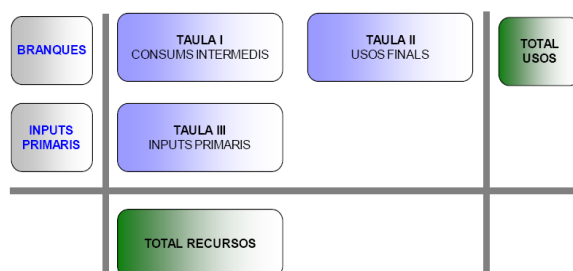 BRANQUES
TAULA I
CONSUMS INTERMEDIS
TAULA II
USOS FINALS
TOTAL
USOS
INPUTS
PRIMARIS
TAULA III
INPUTS PRIMARIS
TOTAL RECURSOS